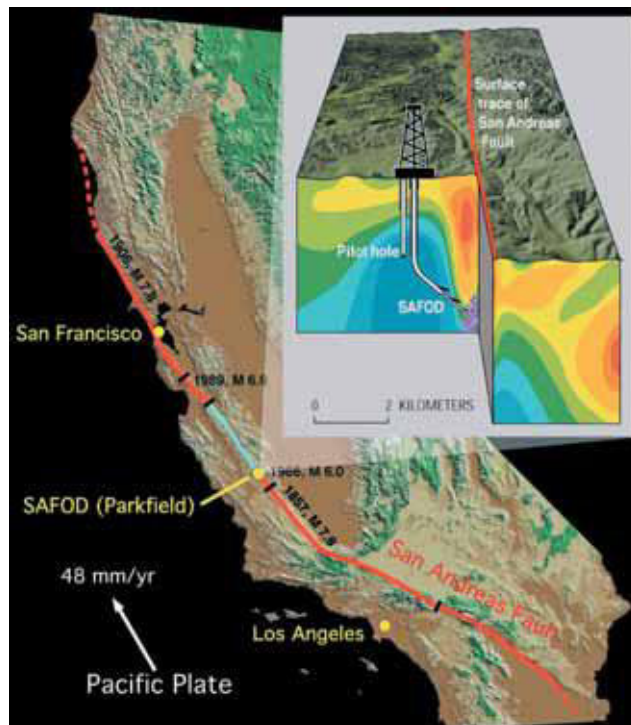 Surface
trace of
San Andreas
Fault
Pilot hole
SAFOD
0 2 KILOMETERS
1906, M 7.8
San Francisco
1989, M 6.9
1966, M 6.0
SAFOD (Parkfield)
1857, M 7.8
San Andreas Fault
48 mm/yr
Los Angeles
Pacific Plate